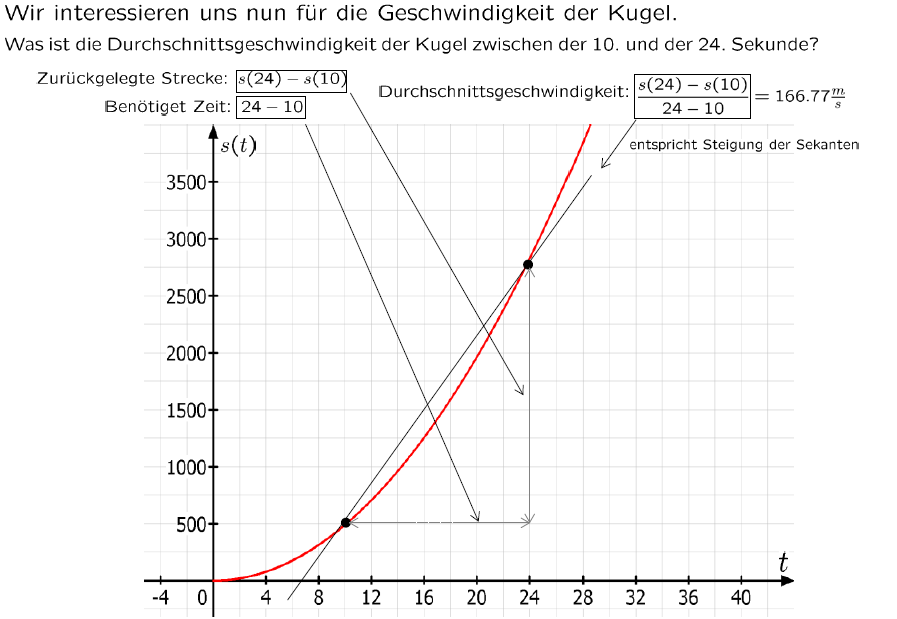 Wir interessieren uns nun für die Geschwindigkeit der Kugel.
Was ist die Durchschnittsgeschwindigkeit der Kugel zwischen der 10. und der 24. Sekunde?
Zurückgelegte Strecke: s(24) − s(10)
Benötiget Zeit: 24 − 10
Durchschnittsgeschwindigkeit: (s(24) − s(10))/(24 − 10) = 166.77 m/s
entspricht Steigung der Sekanten
s(t)
3500
3000
2500
2000
1500
1000
500
t
-4 0 4 8 12 16 20 24 28 32 36 40